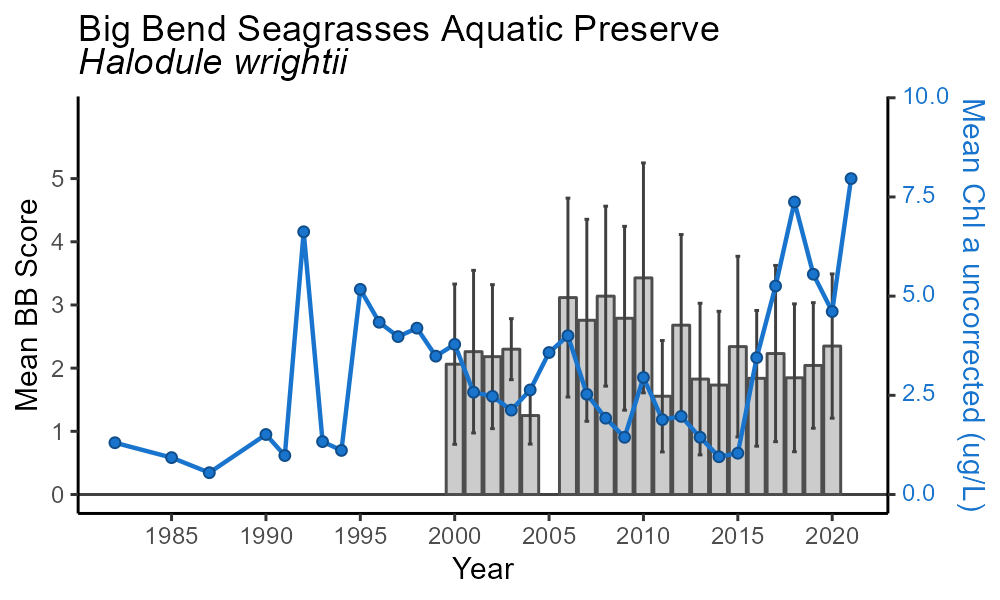 Big Bend Seagrasses Aquatic Preserve
Halodule wrightii
Mean BB Score
5
4
3
2
1
0
10.0
7.5
5.0
2.5
0.0
Mean Chl a uncorrected (ug/L)
1985 1990 1995 2000 2005 2010 2015 2020
Year